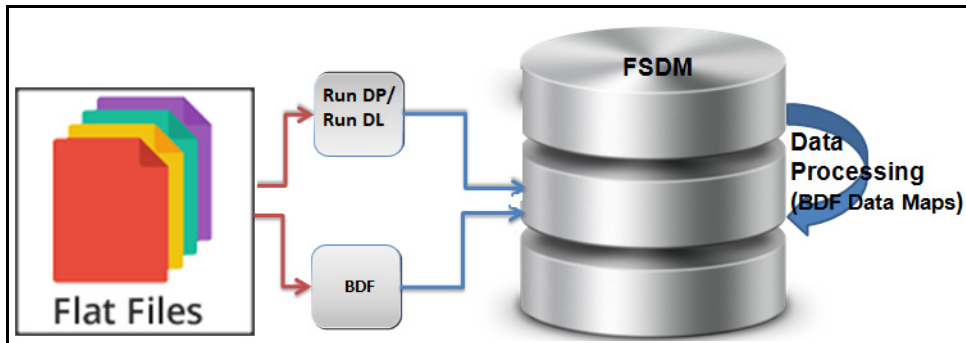 Flat Files
Run DP/
Run DL
BDF
FSDM
Data
Processing
(BDF Data Maps)